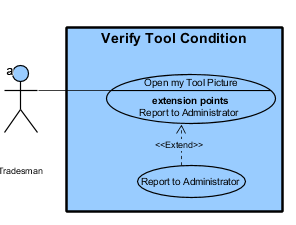 Verify Tool Condition
a
Open my Tool Picture
extension points
Report to Administrator
<<Extend>>
Tradesman
Report to Administrator